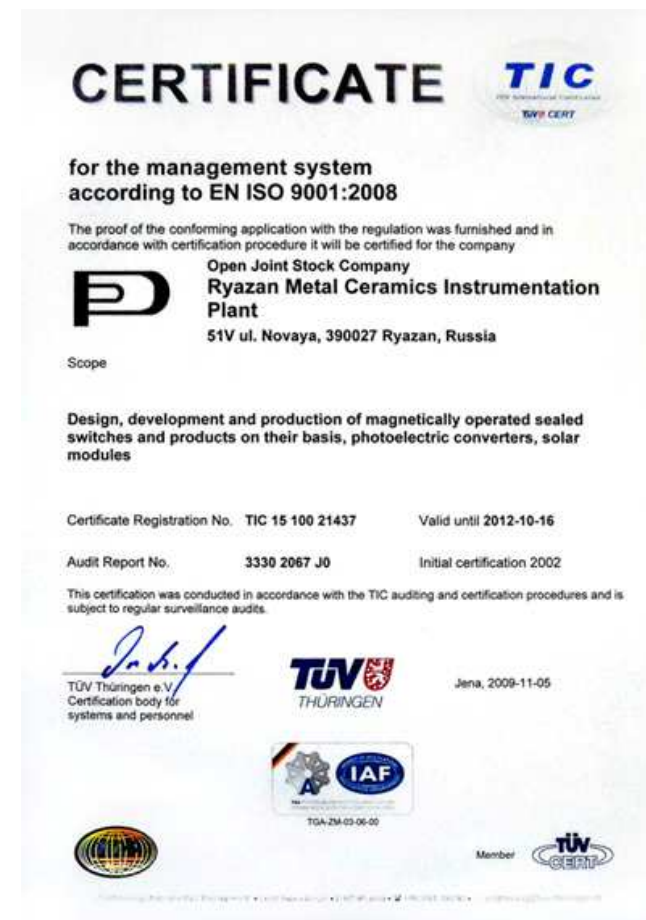 CERTIFICATE
TIC
TÜV CERT
for the management system
according to EN ISO 9001:2008
The proof of the conforming application with the regulation was furnished and in
accordance with certification procedure it will be certified for the company
Open Joint Stock Company
Ryazan Metal Ceramics Instrumentation
Plant
51V ul. Novaya, 390027 Ryazan, Russia
Scope
Design, development and production of magnetically operated sealed
switches and products on their basis, photoelectric converters, solar
modules
Certificate Registration No. TIC 15 100 21437 Valid until 2012-10-16
Audit Report No. 3330 2067 J0 Initial certification 2002
This certification was conducted in accordance with the TIC auditing and certification procedures and is
subject to regular surveillance audits.
TÜV Thüringen e.V.
Certification body for
systems and personnel
TÜV
THÜRINGEN
Jena, 2009-11-05
A
IAF
TGA-ZM-03-06-00
Member
TÜV
CERT